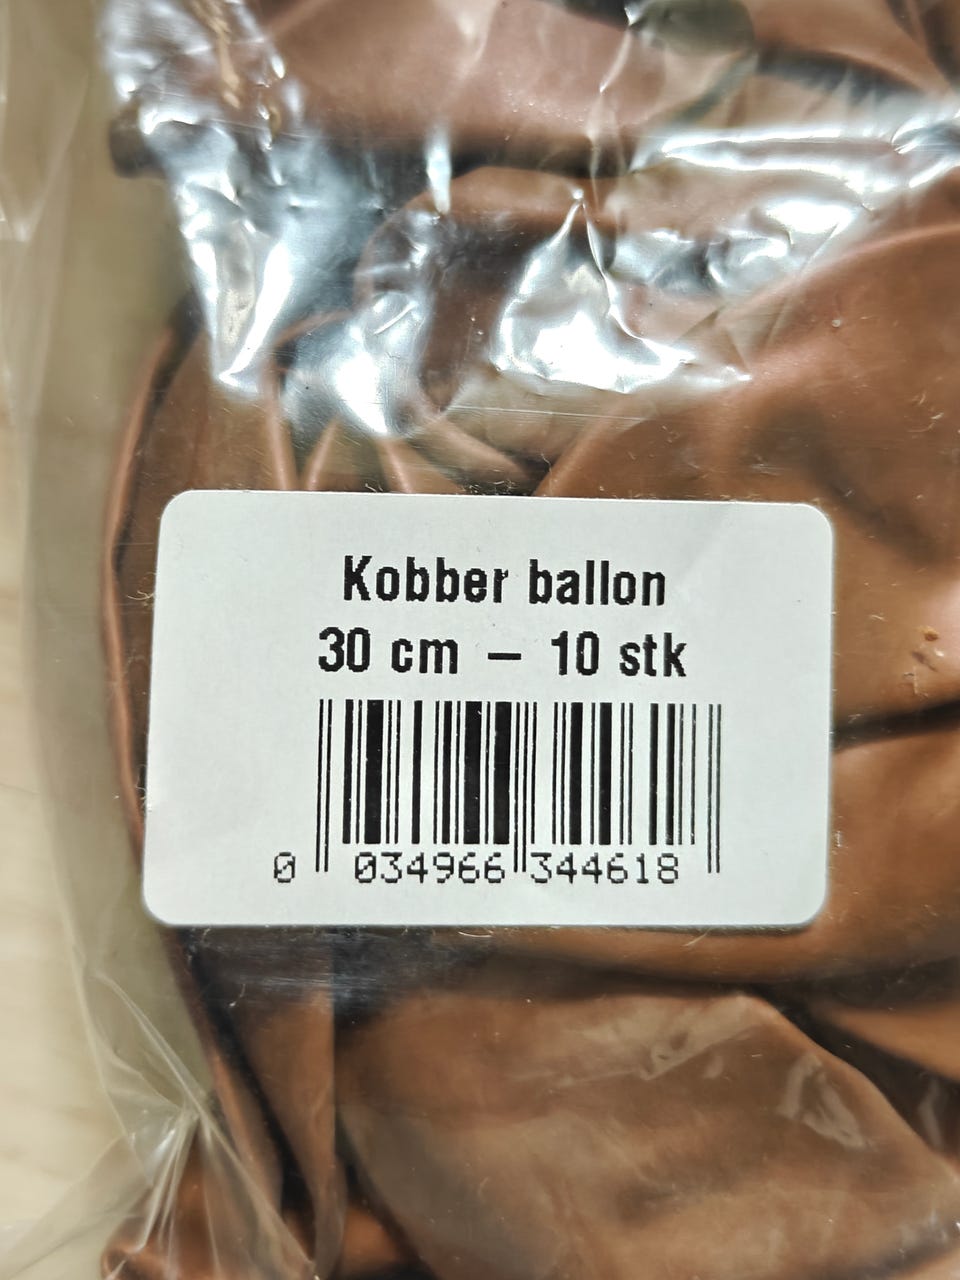 Kobber ballon
30 cm – 10 stk
0 034966 344618